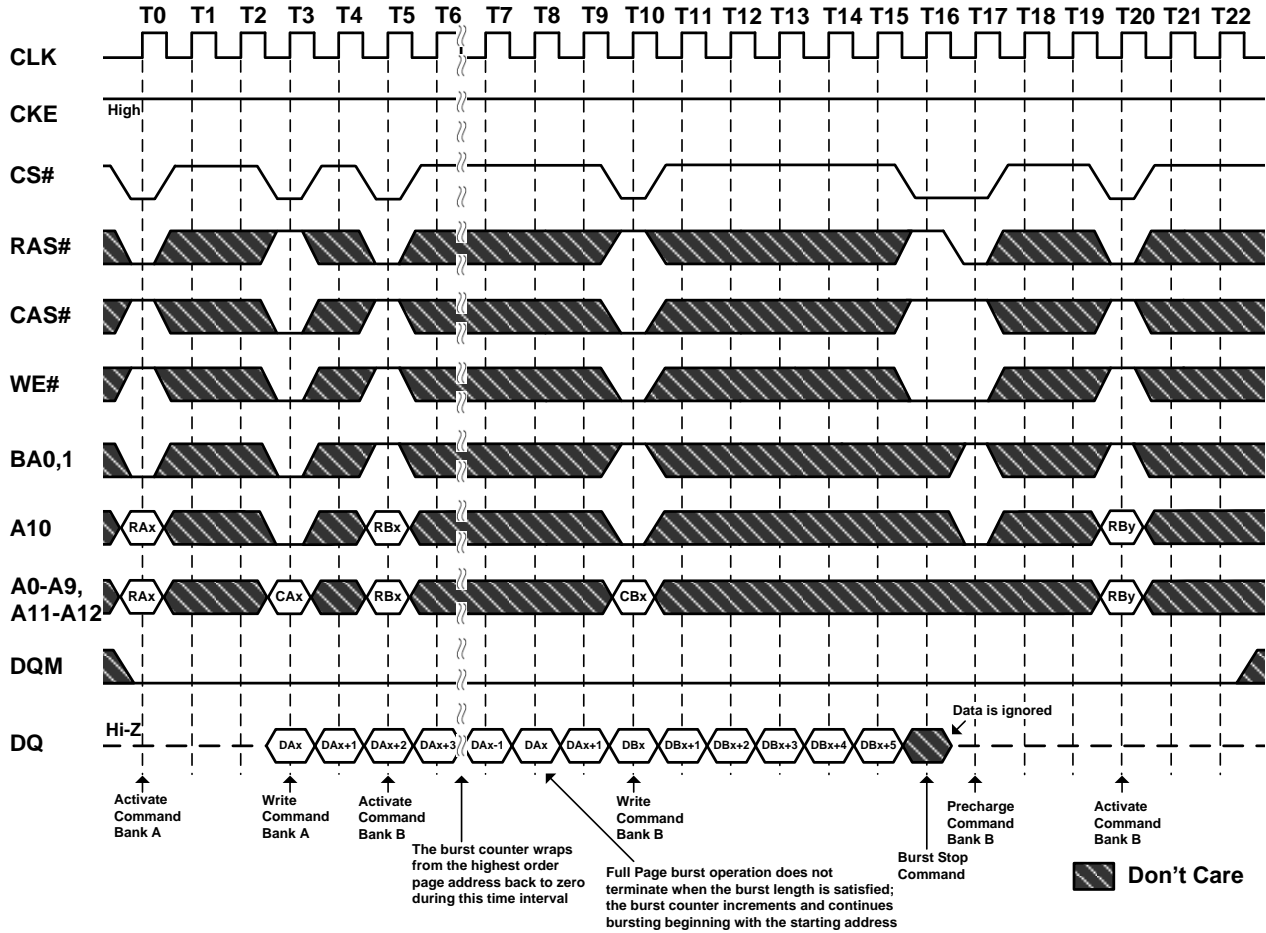 T0 T1 T2 T3 T4 T5 T6 T7 T8 T9 T10 T11 T12 T13 T14 T15 T16 T17 T18 T19 T20 T21 T22
CLK
CKE
High
CS#
RAS#
CAS#
WE#
BA0,1
A10
RAx RBx RBy
A0-A9,
A11-A12
RAx CAx RBx CBx RBy
DQM
DQ
Hi-Z
DAx DAx+1 DAx+2 DAx+3 DAx-1 DAx DAx+1 DBx DBx+1 DBx+2 DBx+3 DBx+4 DBx+5
Data is ignored
Activate
Command
Bank A
Write
Command
Bank A
Activate
Command
Bank B
The burst counter wraps
from the highest order
page address back to zero
during this time interval
Full Page burst operation does not
terminate when the burst length is satisfied;
the burst counter increments and continues
bursting beginning with the starting address
Write
Command
Bank B
Burst Stop
Command
Precharge
Command
Bank B
Activate
Command
Bank B
Don't Care